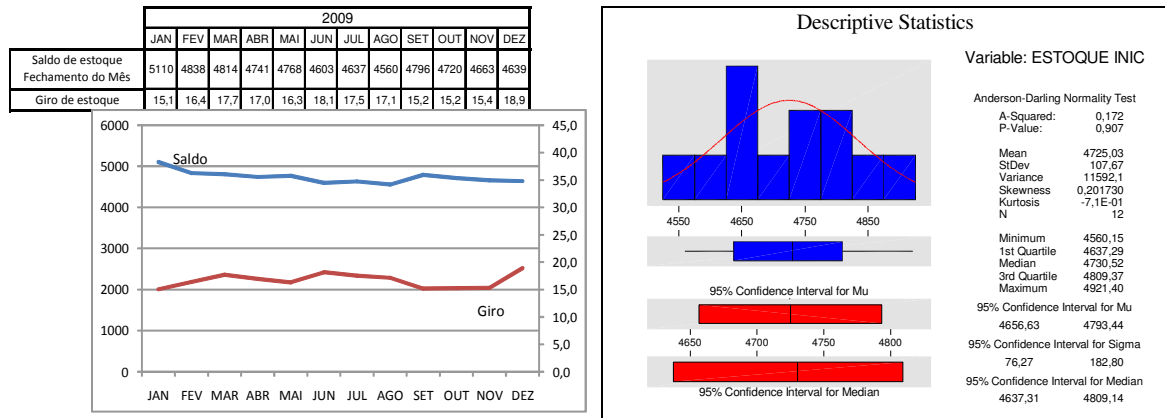 2009
JAN FEV MAR ABR MAI JUN JUL AGO SET OUT NOV DEZ
Saldo de estoque
Fechamento do Mês
5110 4838 4814 4741 4768 4603 4637 4560 4796 4720 4663 4639
Giro de estoque 15,1 16,4 17,7 17,0 16,3 18,1 17,5 17,1 15,2 15,2 15,4 18,9
6000 45,0
40,0
5000
35,0
4000 30,0
25,0
3000
20,0
2000 15,0
10,0
1000
5,0
0 0,0
Saldo
Giro
JAN FEV MAR ABR MAI JUN JUL AGO SET OUT NOV DEZ
Descriptive Statistics
Variable: ESTOQUE INIC
Anderson-Darling Normality Test
A-Squared: 0,172
P-Value: 0,907
Mean 4725,03
StDev 107,67
Variance 11592,1
Skewness 0,201730
Kurtosis -7,1E-01
N 12
Minimum 4560,15
1st Quartile 4637,29
Median 4730,52
3rd Quartile 4809,37
Maximum 4921,40
95% Confidence Interval for Mu
4656,63 4793,44
95% Confidence Interval for Sigma
76,27 182,80
95% Confidence Interval for Median
4637,31 4809,14
4550 4650 4750 4850
95% Confidence Interval for Mu
4650 4700 4750 4800
95% Confidence Interval for Median